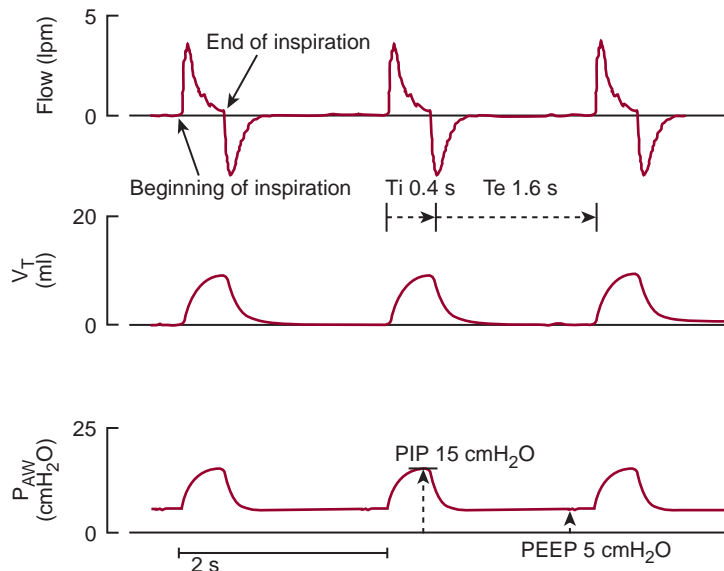 5
Flow (lpm)
0
End of inspiration
Beginning of inspiration
Ti 0.4 s
Te 1.6 s
20
V_T
(ml)
0
25
P_AW
(cmH₂O)
0
PIP 15 cmH₂O
PEEP 5 cmH₂O
2 s